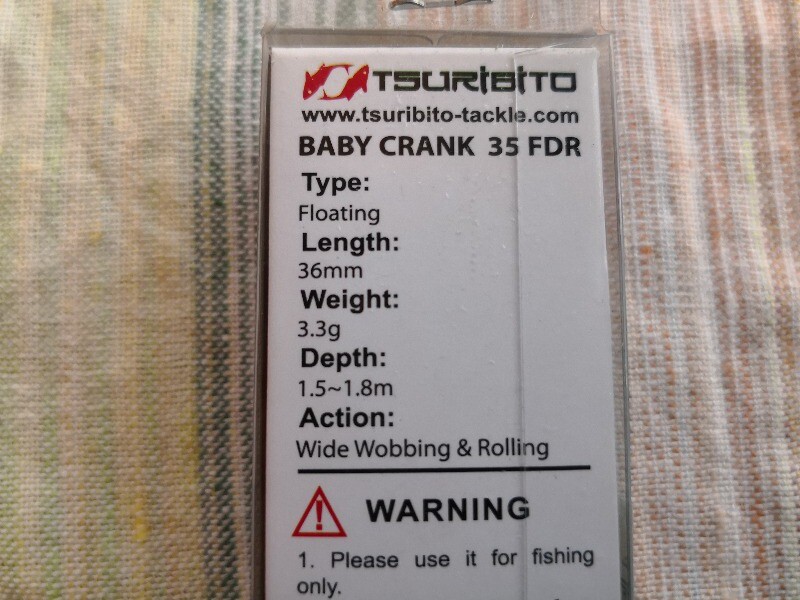 TSURIBITO
www.tsuribito-tackle.com
BABY CRANK 35 FDR
Type:
Floating
Length:
36mm
Weight:
3.3g
Depth:
1.5~1.8m
Action:
Wide Wobbing & Rolling
WARNING
1. Please use it for fishing
only.